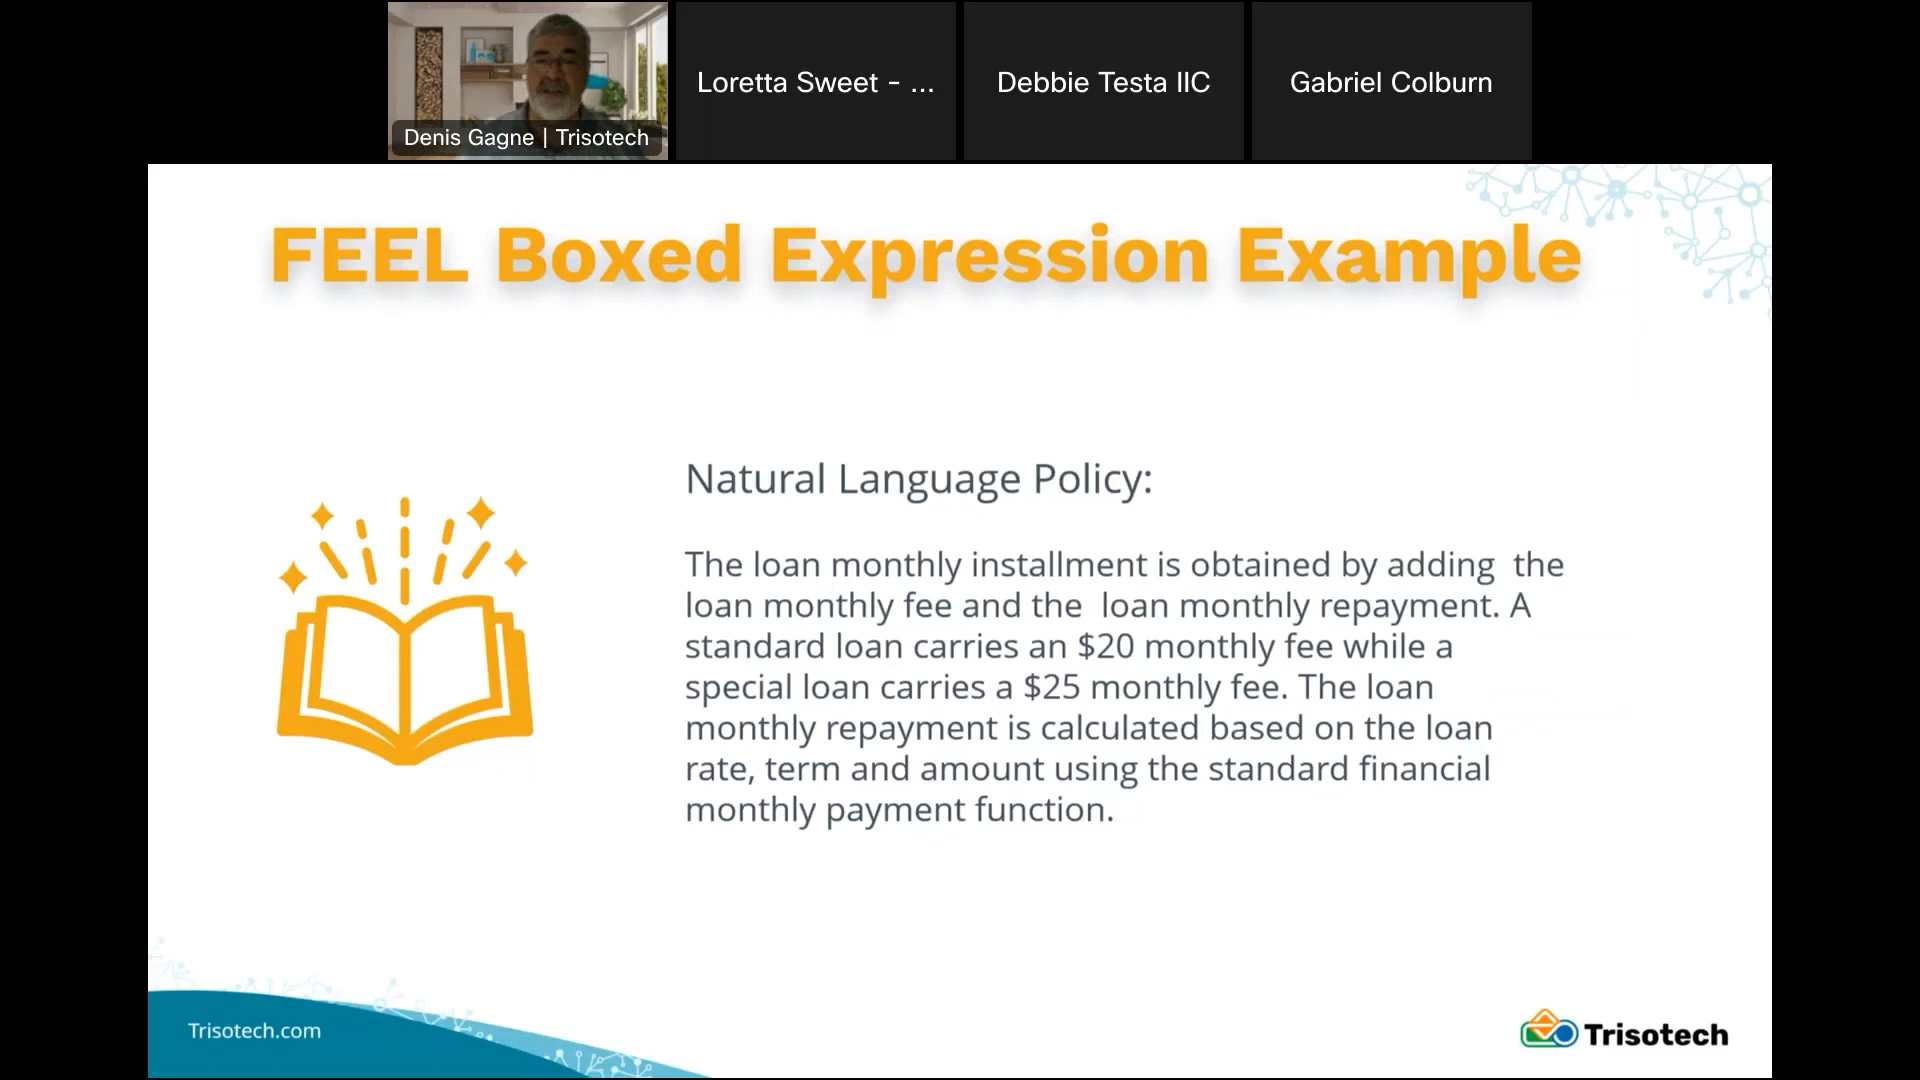 Denis Gagne | Trisotech
Loretta Sweet - ...
Debbie Testa IIC
Gabriel Colburn
FEEL Boxed Expression Example
Natural Language Policy:
The loan monthly installment is obtained by adding  the
loan monthly fee and the  loan monthly repayment. A
standard loan carries an $20 monthly fee while a
special loan carries a $25 monthly fee. The loan
monthly repayment is calculated based on the loan
rate, term and amount using the standard financial
monthly payment function.
Trisotech.com
Trisotech